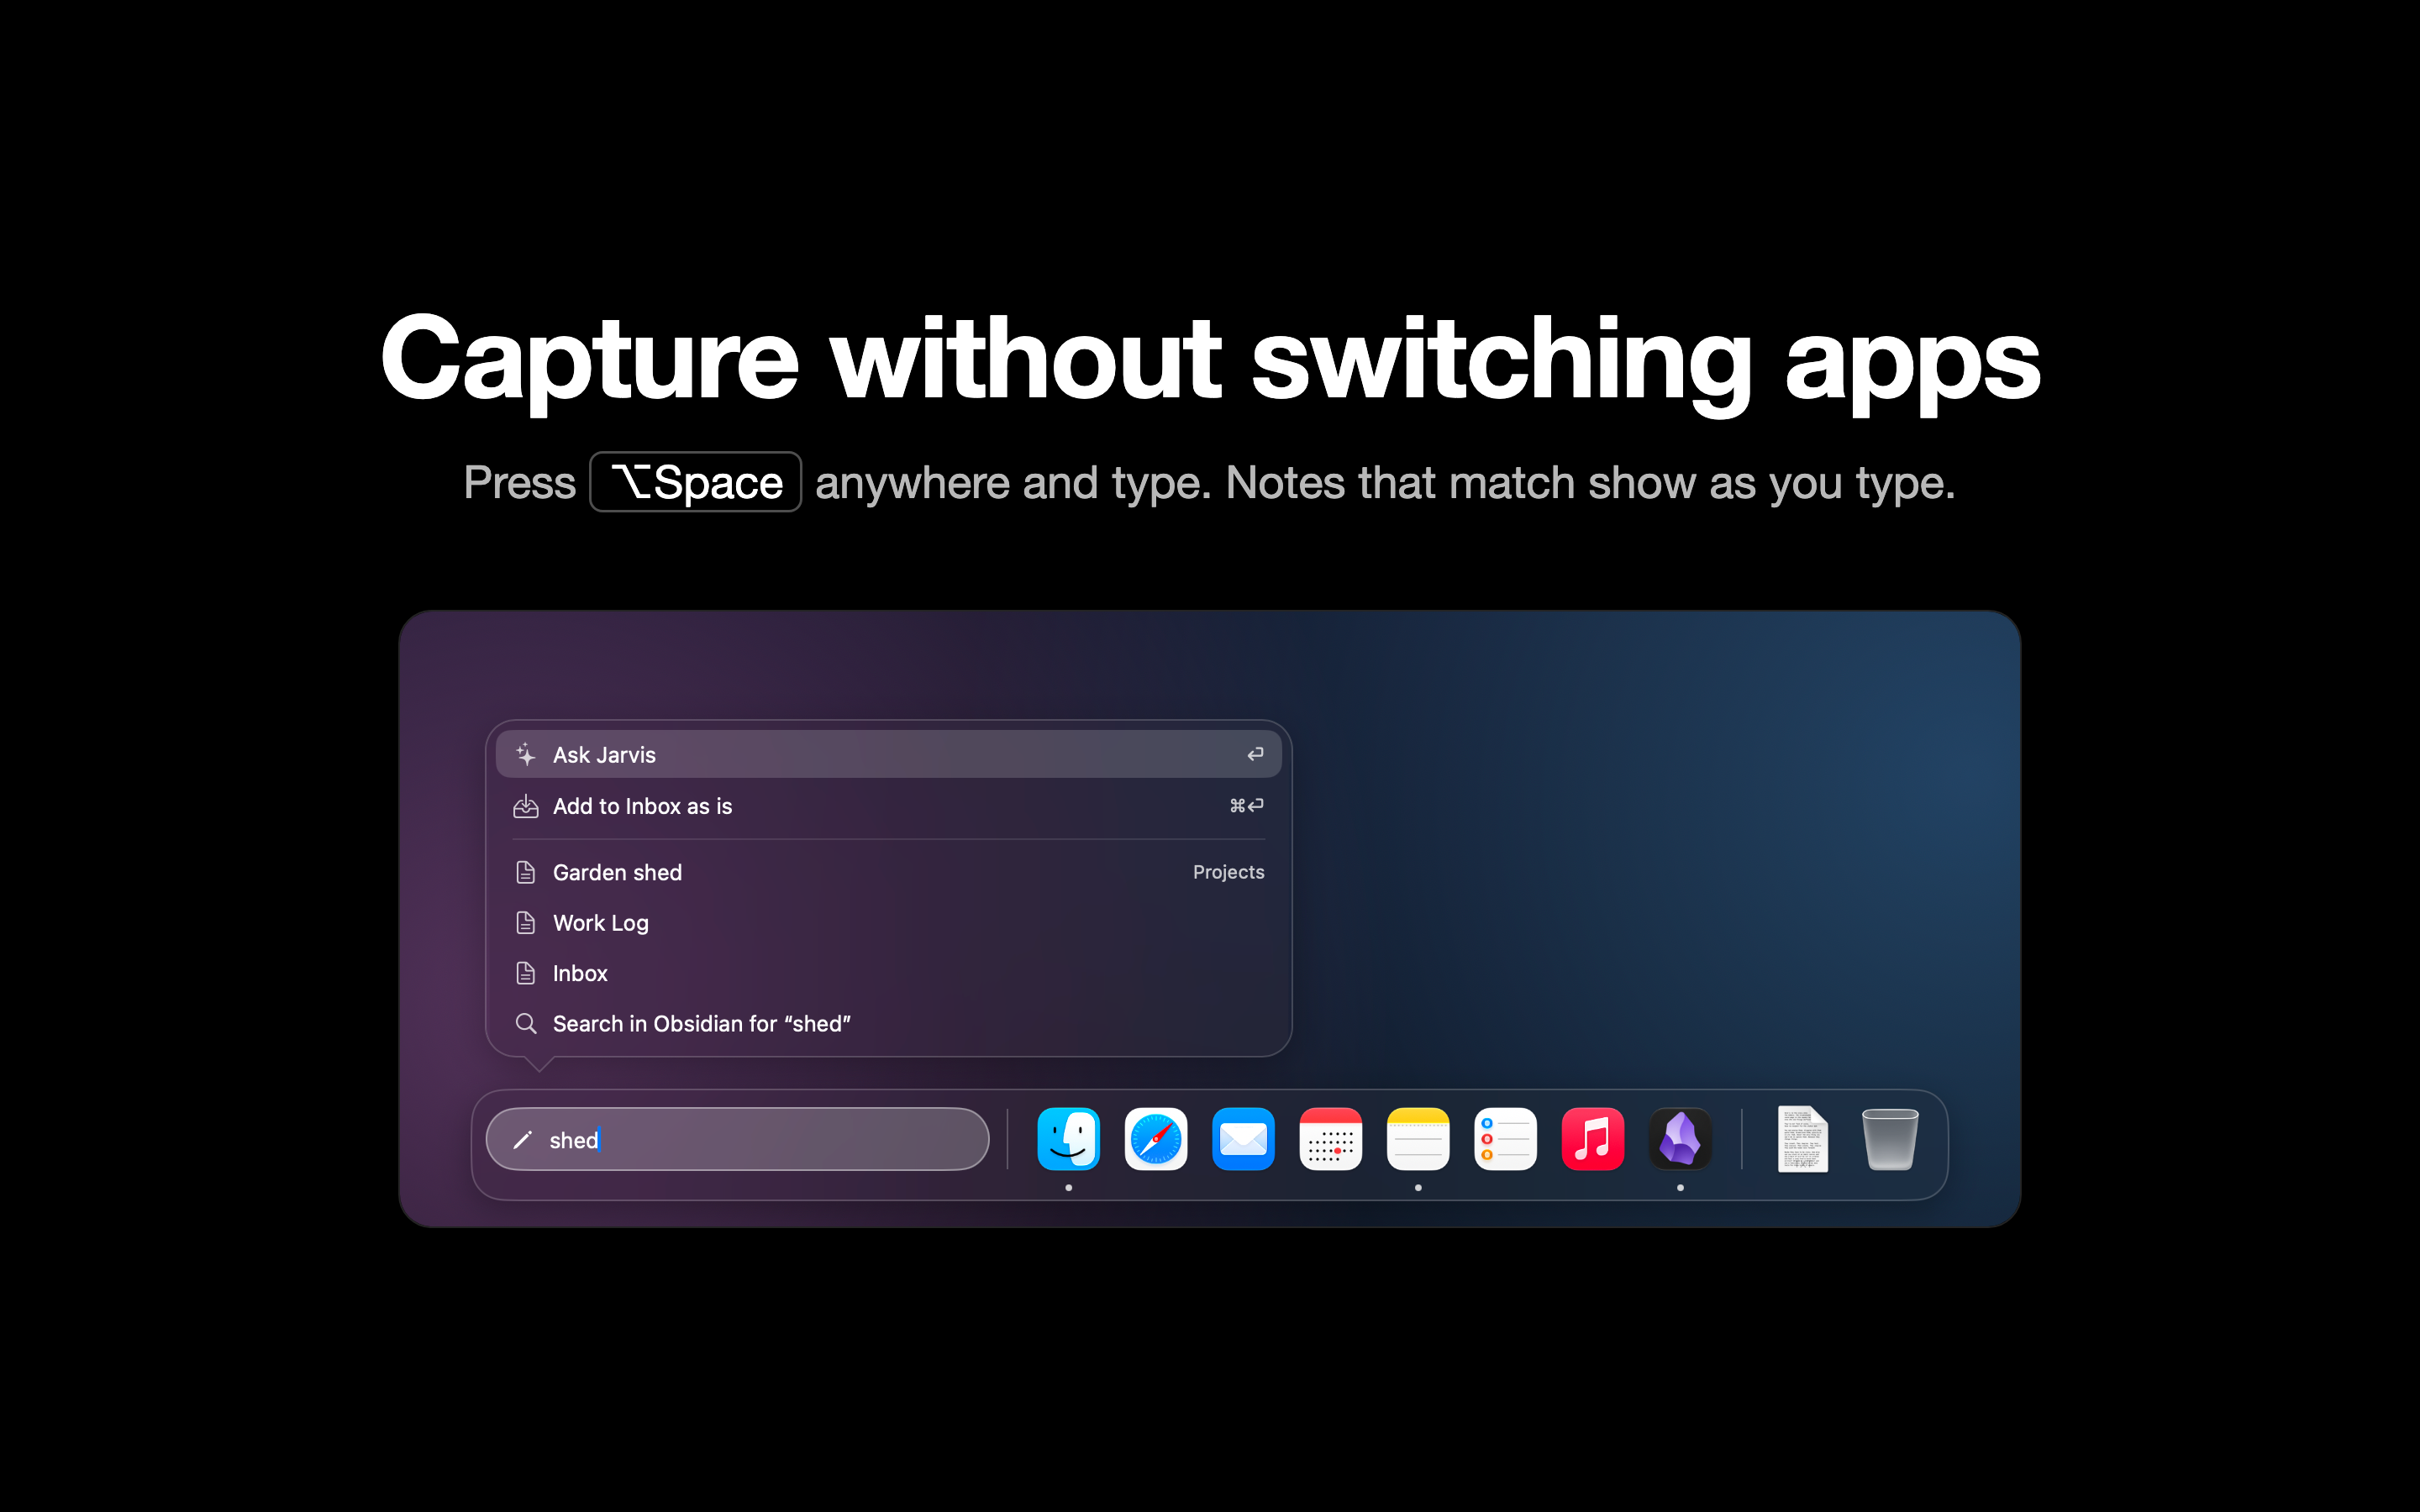 Capture without switching apps
Press ⌥Space anywhere and type. Notes that match show as you type.
Ask Jarvis ↩
Add to Inbox as is ⌘↩
Garden shed Projects
Work Log
Inbox
Search in Obsidian for “shed”
shed